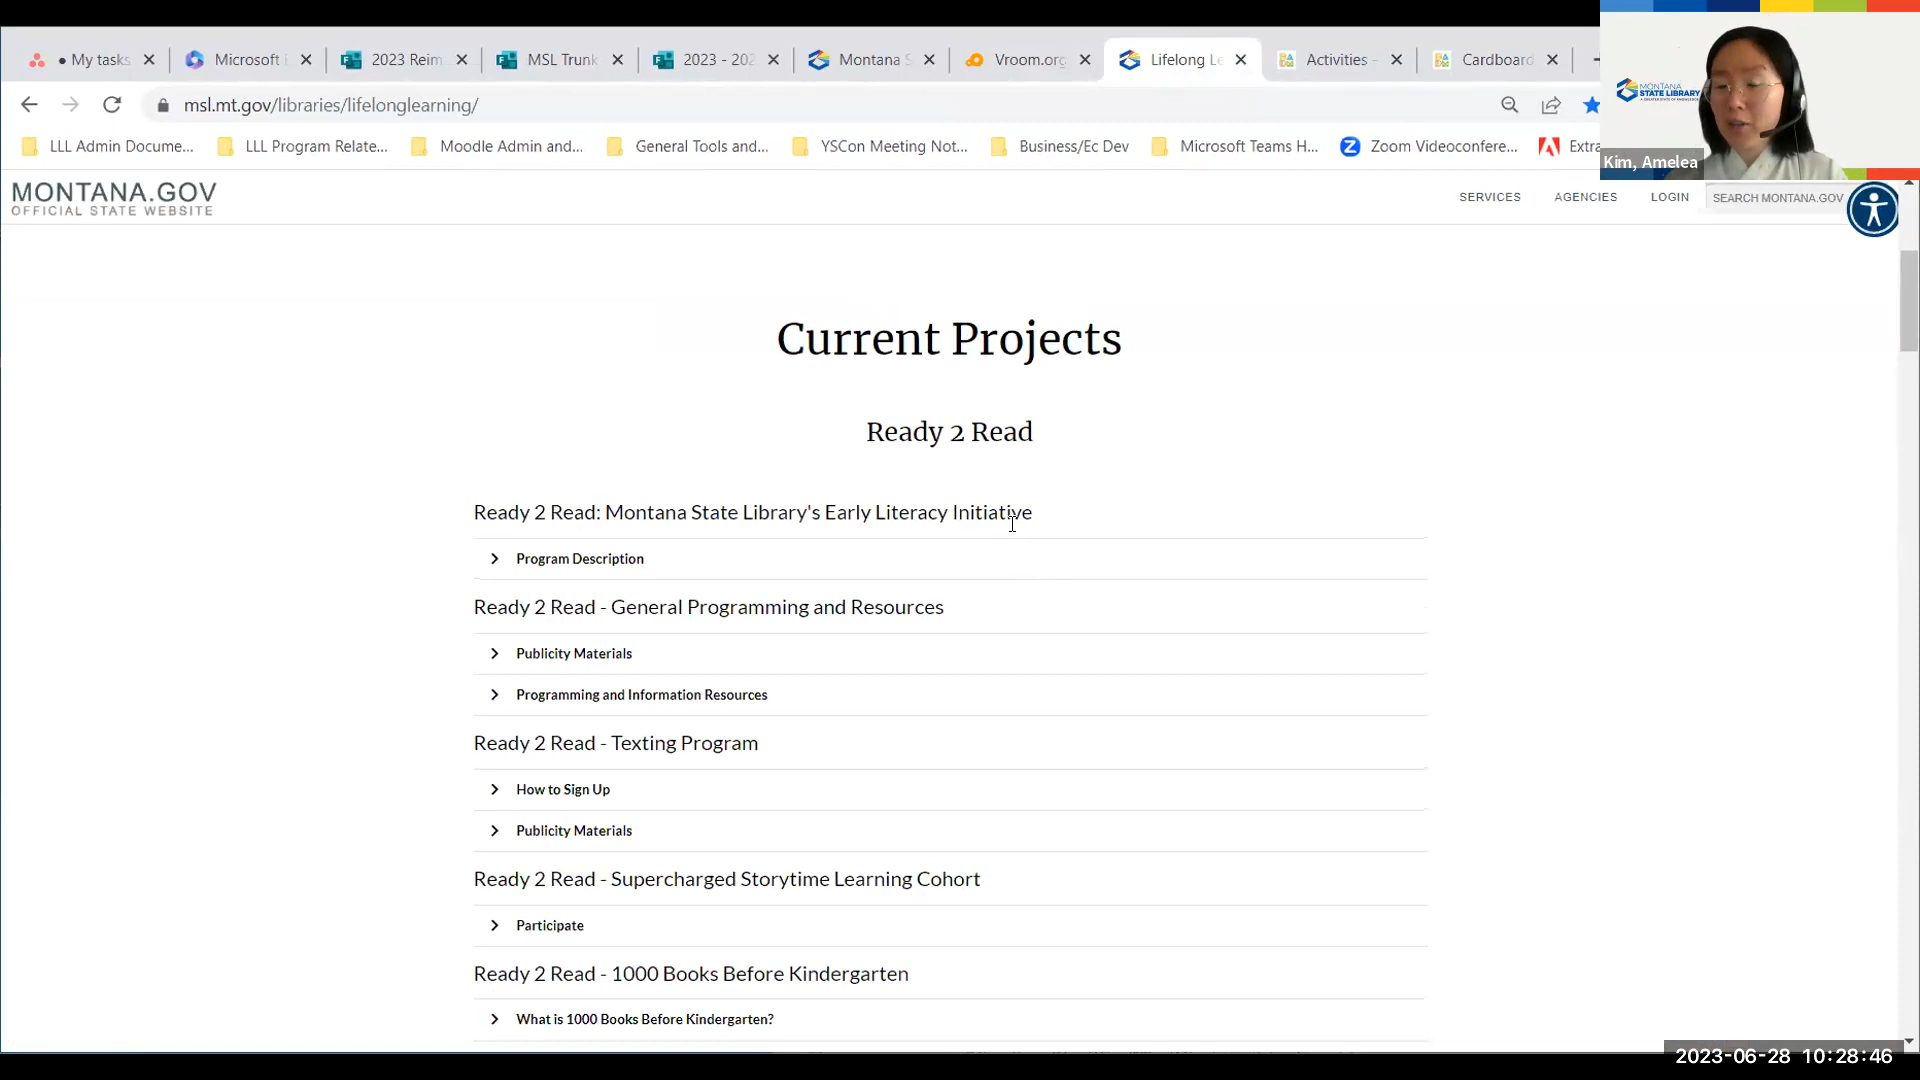 My tasks
Microsoft
2023 Reim
MSL Trunk
2023 - 202
Montana S
Vroom.org
Lifelong Le
Activities -
Cardboard
msl.mt.gov/libraries/lifelonglearning/
LLL Admin Docume...
LLL Program Relate...
Moodle Admin and...
General Tools and...
YSCon Meeting Not...
Business/Ec Dev
Microsoft Teams H...
Zoom Videoconfere...
Extra
MONTANA
STATE LIBRARY
Kim, Amelea
MONTANA.GOV
OFFICIAL STATE WEBSITE
SERVICES
AGENCIES
LOGIN
SEARCH MONTANA.GOV
Current Projects
Ready 2 Read
Ready 2 Read: Montana State Library's Early Literacy Initiative
Program Description
Ready 2 Read - General Programming and Resources
Publicity Materials
Programming and Information Resources
Ready 2 Read - Texting Program
How to Sign Up
Publicity Materials
Ready 2 Read - Supercharged Storytime Learning Cohort
Participate
Ready 2 Read - 1000 Books Before Kindergarten
What is 1000 Books Before Kindergarten?
2023-06-28 10:28:46